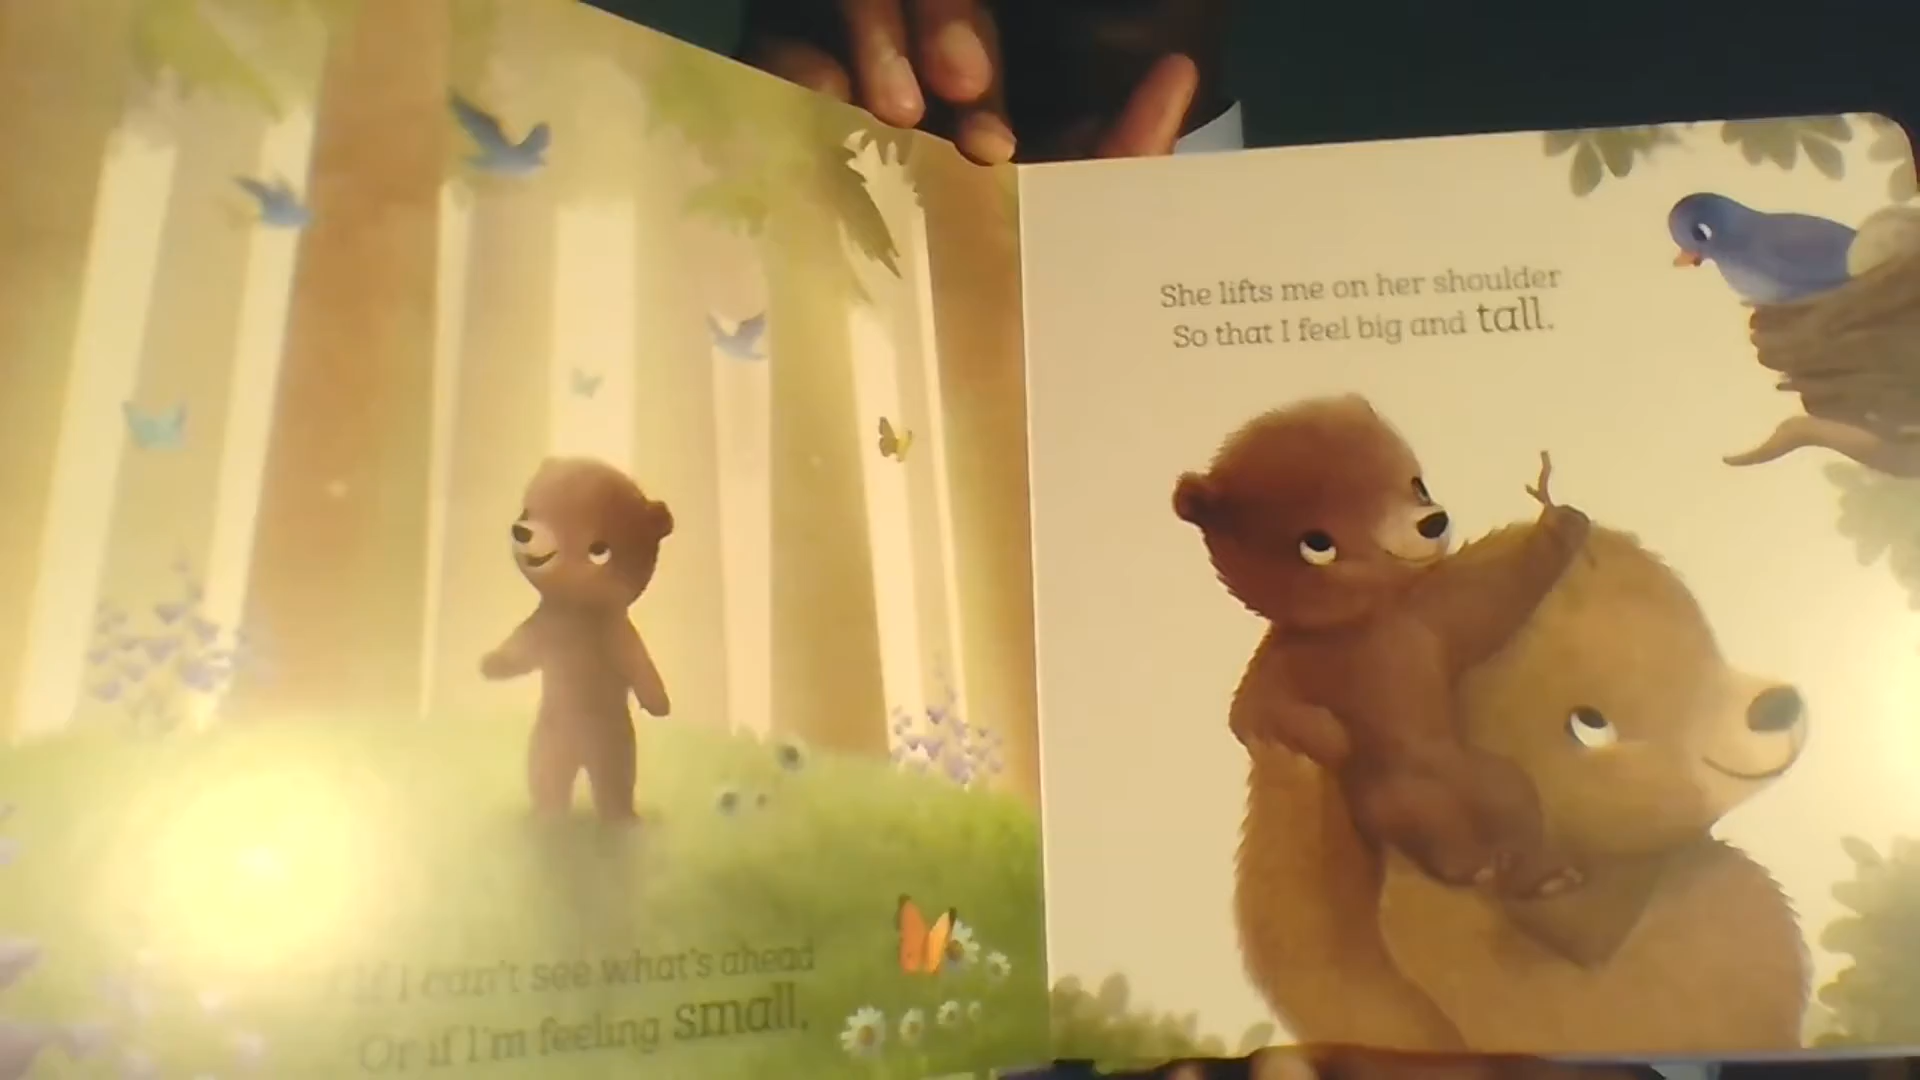 If I can't see what's ahead
Or if I'm feeling small,
She lifts me on her shoulder
So that I feel big and tall.